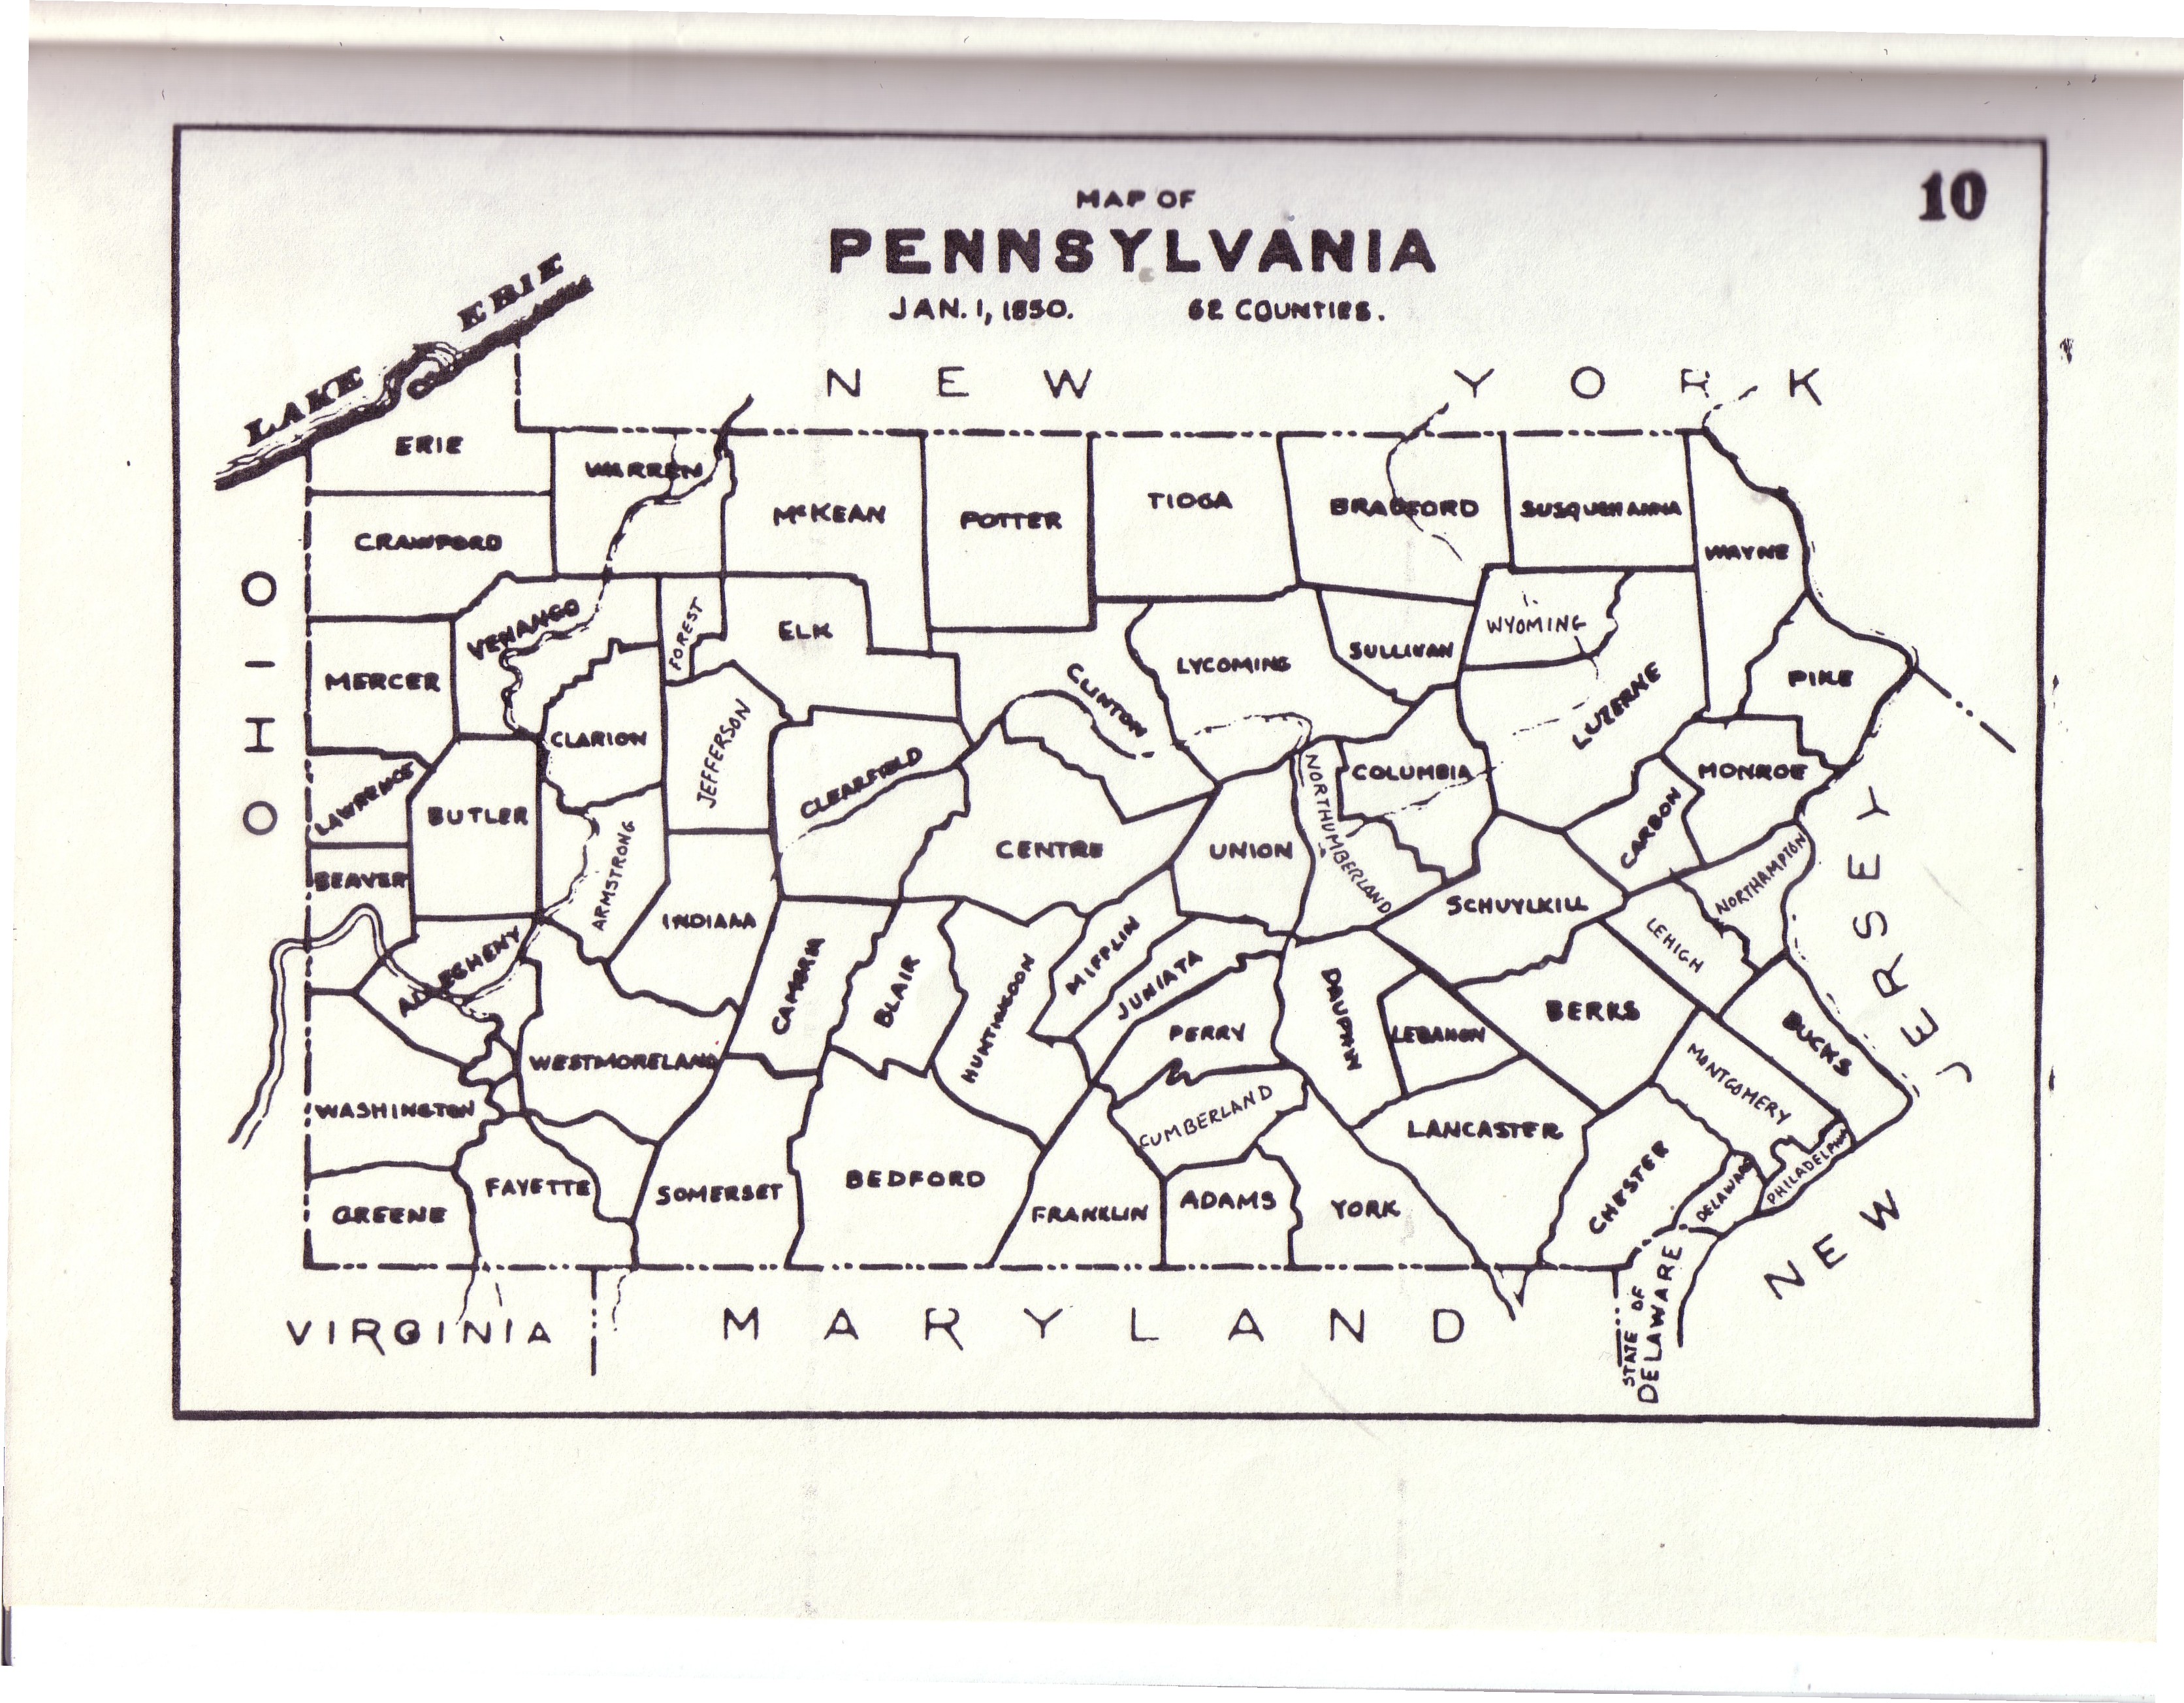 10
MAP OF
PENNSYLVANIA
JAN. 1, 1850. 62 COUNTIES.
LAKE ERIE
NEW YORK
OHIO
ERIE
WARREN
McKEAN
POTTER
TIOGA
BRADFORD
SUSQUEHANNA
WAYNE
CRAWFORD
VENANGO
FOREST
ELK
WYOMING
SULLIVAN
LYCOMING
CLINTON
LUZERNE
PIKE
MERCER
CLARION
JEFFERSON
CLEARFIELD
COLUMBIA
MONROE
CARBON
LAWRENCE
BUTLER
ARMSTRONG
CENTRE
UNION
NORTHUMBERLAND
NORTHAMPTON
BEAVER
INDIANA
SCHUYLKILL
LEHIGH
ALLEGHENY
CAMBRIA
BLAIR
HUNTINGDON
MIFFLIN
JUNIATA
PERRY
DAUPHIN
LEBANON
BERKS
BUCKS
MONTGOMERY
WESTMORELAND
WASHINGTON
CUMBERLAND
LANCASTER
CHESTER
DELAWARE
PHILADELPHIA
GREENE
FAYETTE
SOMERSET
BEDFORD
FRANKLIN
ADAMS
YORK
NEW JERSEY
VIRGINIA
MARYLAND
STATE OF
DELAWARE